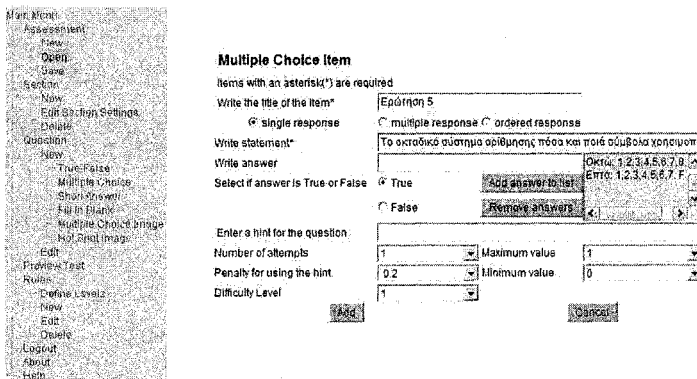 Main Menu
Assessment
New
Open
Save
Section
New
Edit Section Settings
Delete
Question
New
True-False
Multiple Choice
Short Answer
Fill In Blank
Multiple Choice Image
Hot Spot Image
Edit
Preview Test
Rules
Define Levels
New
Edit
Delete
Logout
About
Help
Multiple Choice Item
Items with an asterisk(*) are required
Write the title of the item* Ερώτηση 5
single response multiple response ordered response
Write statement* Το οκταδικό σύστημα αρίθμησης πόσα και ποιά σύμβολα χρησιμοπ
Write answer
Οκτώ: 1,2,3,4,5,6,7,8
Select if answer is True or False True Add answer to list
Επτά: 1,2,3,4,5,6,7. F
False Remove answers
Enter a hint for the question
Number of attempts 1 Maximum value 1
Penalty for using the hint 0.2 Minimum value 0
Difficulty Level 1
Add Cancel